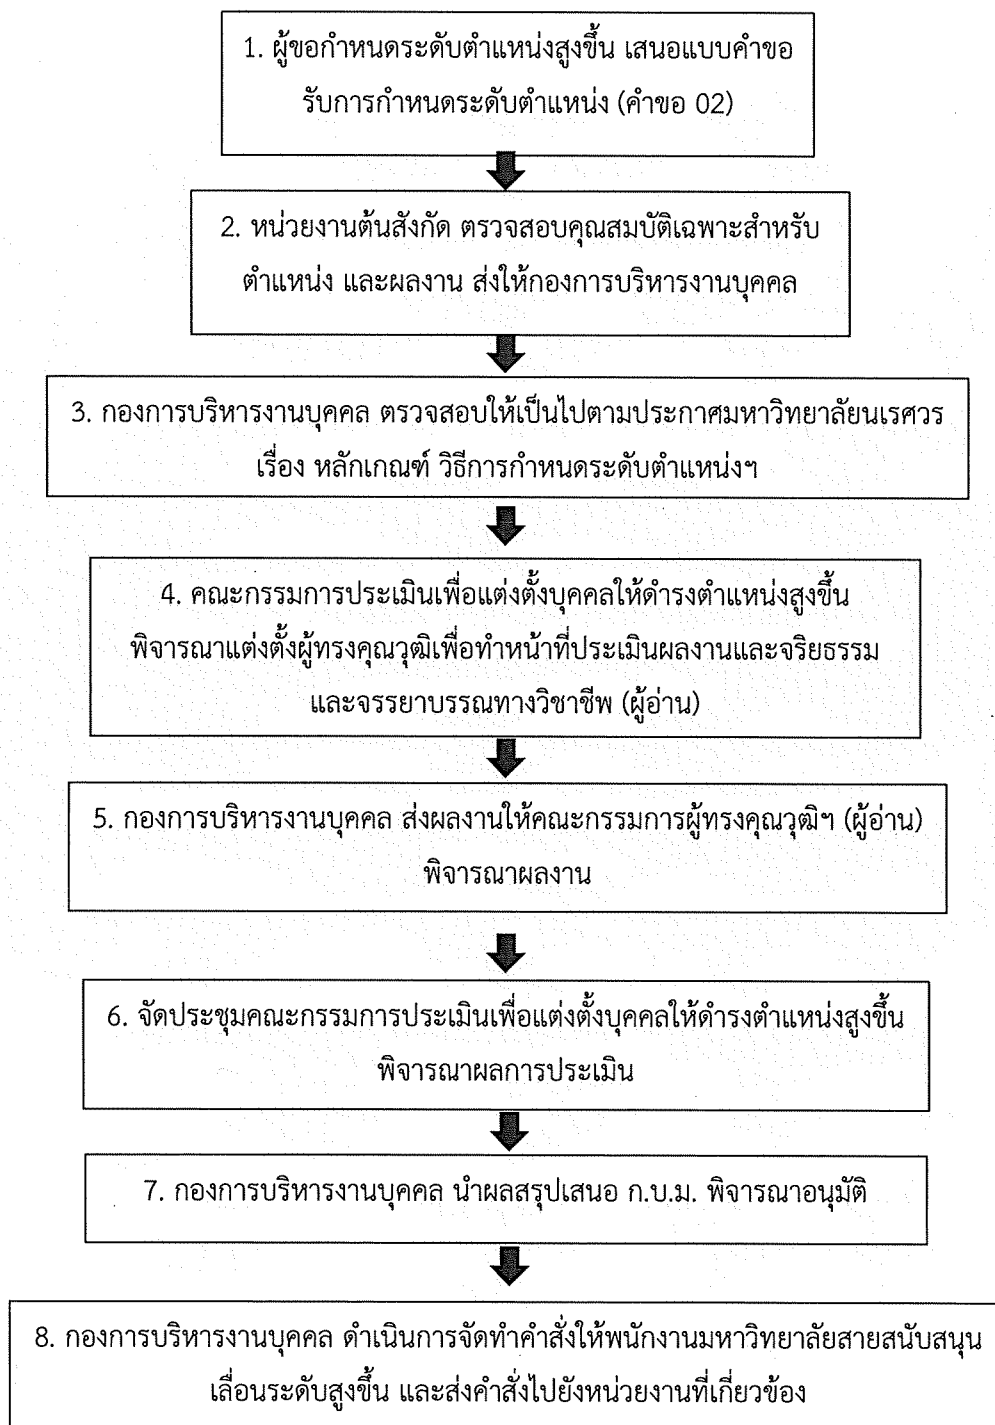 1. ผู้ขอกำหนดระดับตำแหน่งสูงขึ้น เสนอแบบคำขอ
รับการกำหนดระดับตำแหน่ง (คำขอ 02)
2. หน่วยงานต้นสังกัด ตรวจสอบคุณสมบัติเฉพาะสำหรับ
ตำแหน่ง และผลงาน ส่งให้กองการบริหารงานบุคคล
3. กองการบริหารงานบุคคล ตรวจสอบให้เป็นไปตามประกาศมหาวิทยาลัยนเรศวร
เรื่อง หลักเกณฑ์ วิธีการกำหนดระดับตำแหน่งฯ
4. คณะกรรมการประเมินเพื่อแต่งตั้งบุคคลให้ดำรงตำแหน่งสูงขึ้น
พิจารณาแต่งตั้งผู้ทรงคุณวุฒิเพื่อทำหน้าที่ประเมินผลงานและจริยธรรม
และจรรยาบรรณทางวิชาชีพ (ผู้อ่าน)
5. กองการบริหารงานบุคคล ส่งผลงานให้คณะกรรมการผู้ทรงคุณวุฒิฯ (ผู้อ่าน)
พิจารณาผลงาน
6. จัดประชุมคณะกรรมการประเมินเพื่อแต่งตั้งบุคคลให้ดำรงตำแหน่งสูงขึ้น
พิจารณาผลการประเมิน
7. กองการบริหารงานบุคคล นำผลสรุปเสนอ ก.บ.ม. พิจารณาอนุมัติ
8. กองการบริหารงานบุคคล ดำเนินการจัดทำคำสั่งให้พนักงานมหาวิทยาลัยสายสนับสนุน
เลื่อนระดับสูงขึ้น และส่งคำสั่งไปยังหน่วยงานที่เกี่ยวข้อง